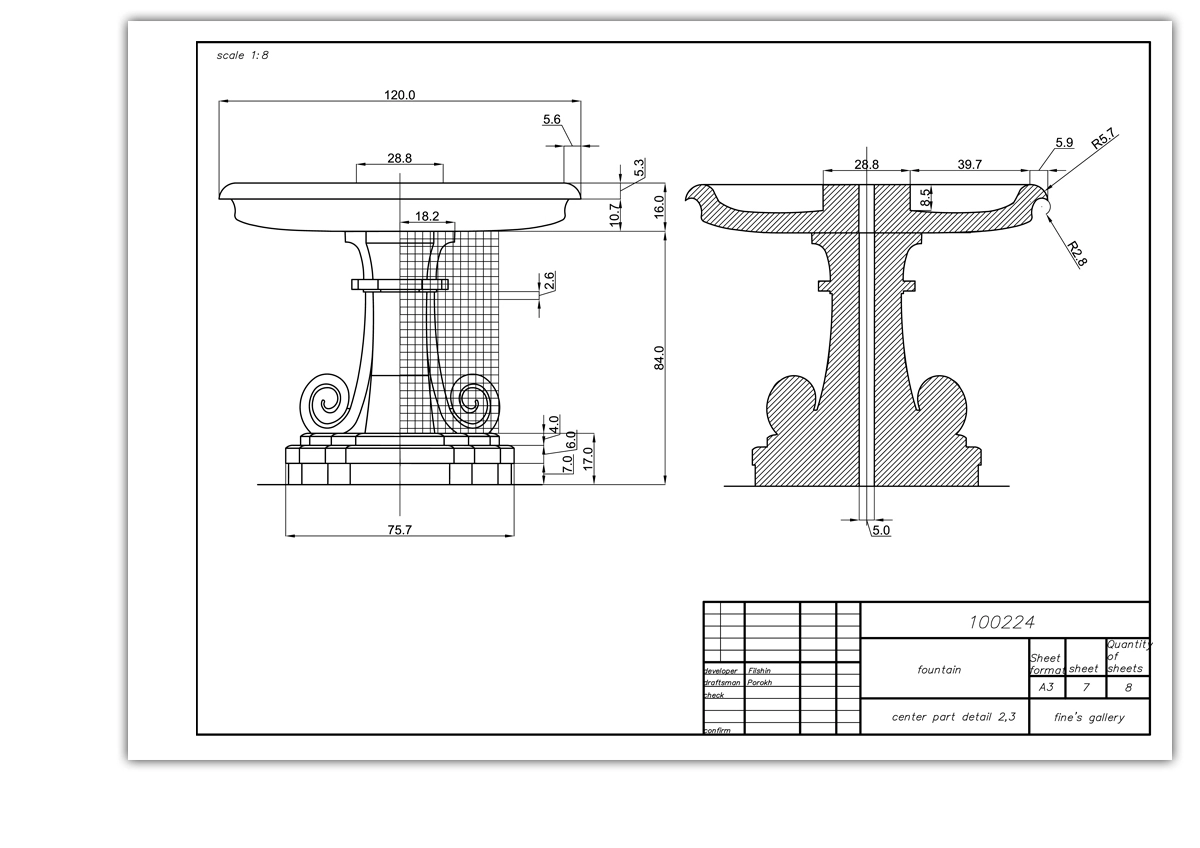 scale 1:8
120.0
5.6
28.8
5.3
10.7
16.0
18.2
2.6
84.0
4.0
6.0
7.0
17.0
75.7
28.8
39.7
5.9
R5.7
8.5
R2.8
5.0
100224
fountain
Sheet format
sheet
Quantity of sheets
A3
7
8
developer Filshin
draftsman Porokh
check
confirm
center part detail 2,3
fine's gallery